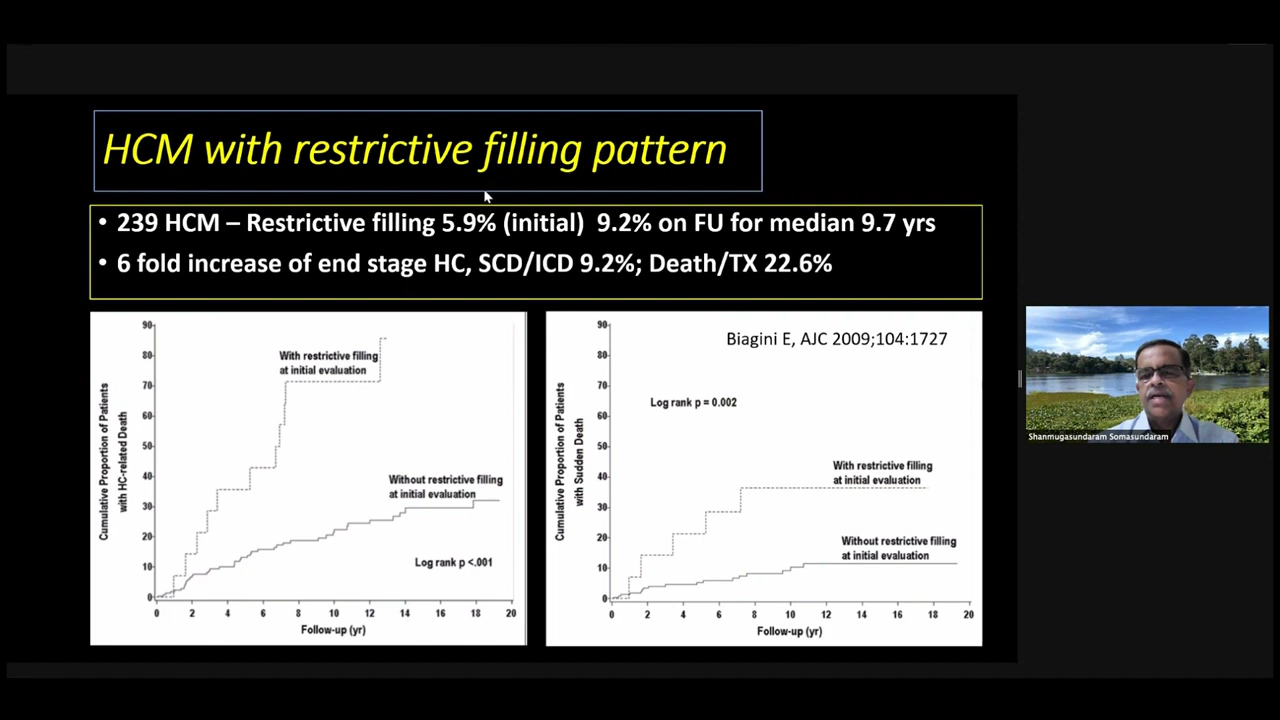 HCM with restrictive filling pattern
• 239 HCM – Restrictive filling 5.9% (initial) 9.2% on FU for median 9.7 yrs
• 6 fold increase of end stage HC, SCD/ICD 9.2%; Death/TX 22.6%
Cumulative Proportion of Patients
with HC-related Death
90
80
70
60
50
40
30
20
10
0
With restrictive filling
at initial evaluation
Without restrictive filling
at initial evaluation
Log rank p <.001
0 2 4 6 8 10 12 14 16 18 20
Follow-up (yr)
Biagini E, AJC 2009;104:1727
Cumulative Proportion of Patients
with Sudden Death
90
80
70
60
50
40
30
20
10
0
Log rank p = 0.002
With restrictive filling
at initial evaluation
Without restrictive filling
at initial evaluation
0 2 4 6 8 10 12 14 16 18 20
Follow-up (yr)
Shanmugasundaram Somasundaram